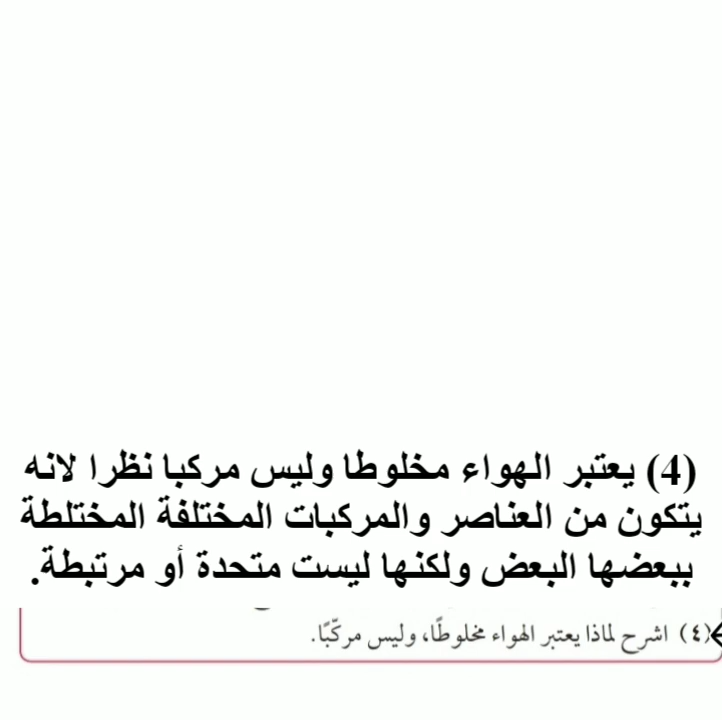 (4) يعتبر الهواء مخلوطا وليس مركبا نظرا لانه
يتكون من العناصر والمركبات المختلفة المختلطة
ببعضها البعض ولكنها ليست متحدة أو مرتبطة.
(٤) اشرح لماذا يعتبر الهواء مخلوطًا، وليس مركّبًا.